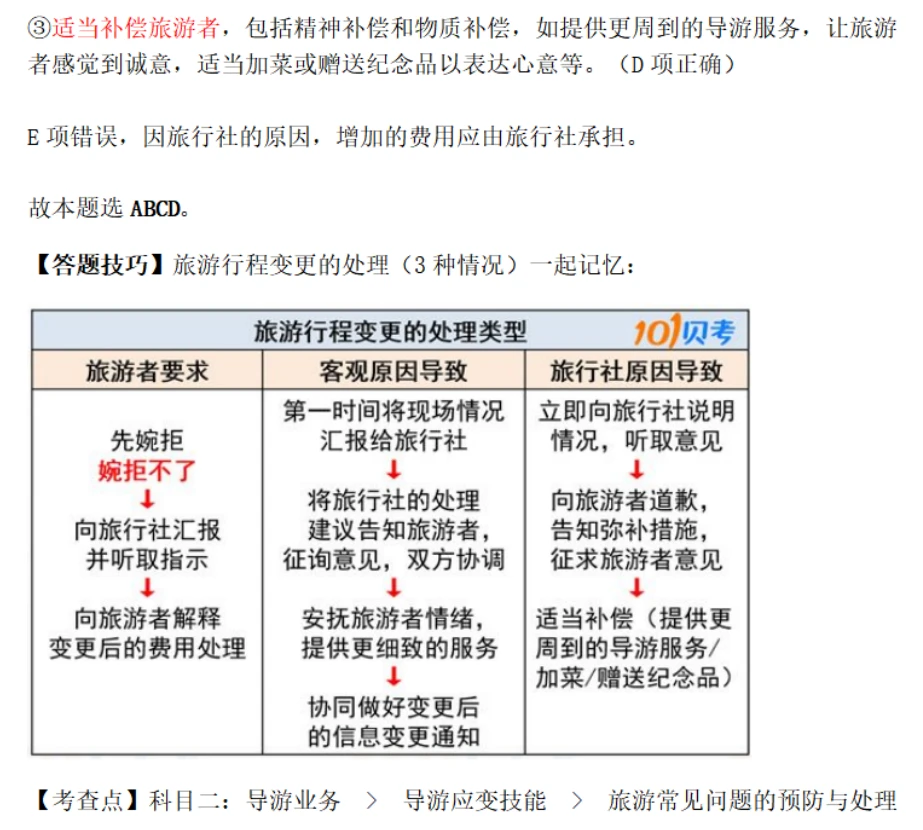 ③适当补偿旅游者，包括精神补偿和物质补偿，如提供更周到的导游服务，让旅游
者感觉到诚意，适当加菜或赠送纪念品以表达心意等。（D 项正确）
E 项错误，因旅行社的原因，增加的费用应由旅行社承担。
故本题选 ABCD。
【答题技巧】旅游行程变更的处理（3 种情况）一起记忆：
旅游行程变更的处理类型
101贝考
旅游者要求
客观原因导致
旅行社原因导致
先婉拒
婉拒不了
↓
向旅行社汇报
并听取指示
↓
向旅游者解释
变更后的费用处理
第一时间将现场情况
汇报给旅行社
↓
将旅行社的处理
建议告知旅游者，
征询意见，双方协调
↓
安抚旅游者情绪，
提供更细致的服务
↓
协同做好变更后
的信息变更通知
立即向旅行社说明
情况，听取意见
↓
向旅游者道歉，
告知弥补措施，
征求旅游者意见
↓
适当补偿（提供更
周到的导游服务/
加菜/赠送纪念品）
【考查点】科目二：导游业务 > 导游应变技能 > 旅游常见问题的预防与处理